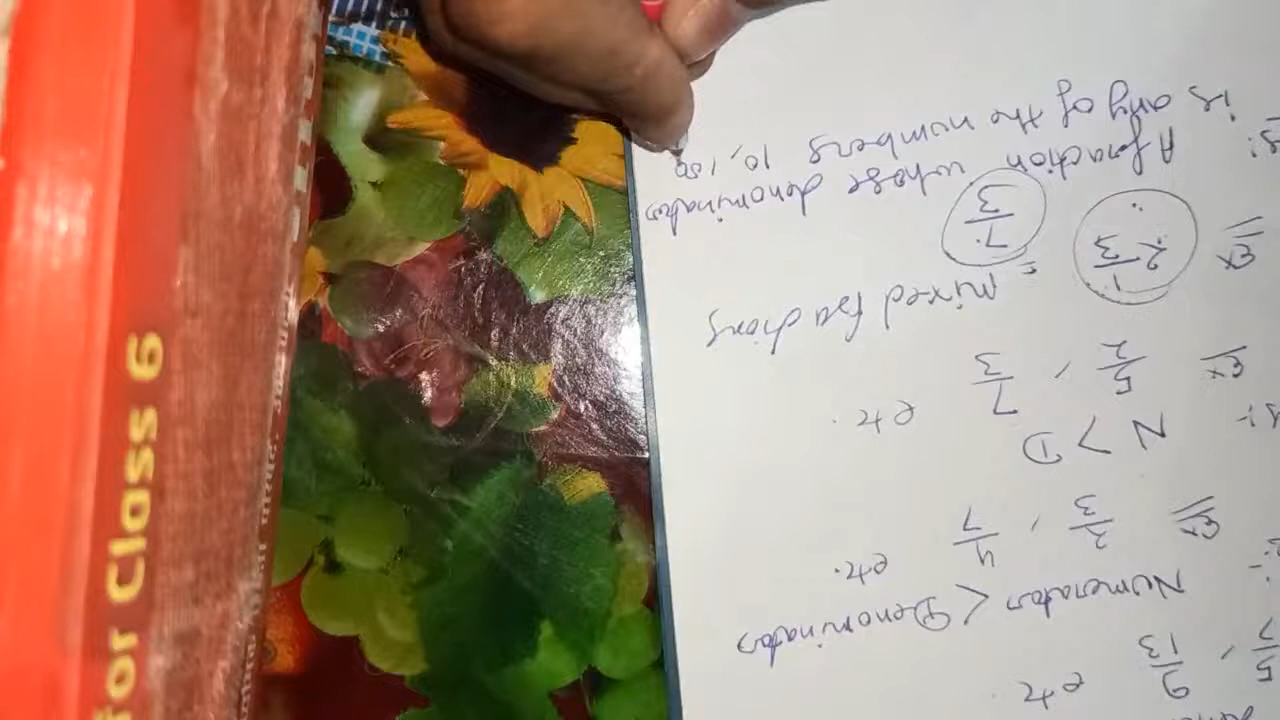 5/7, 9/13 etc
Numerator < Denominator
Ex 2/3, 4/7 etc.
N > D
Ex 5/2, 7/3 etc.
mixed fractions
Ex 2 1/3 = 7/3
A fraction whose denominator
is any of the numbers 10, 100
for Class 6